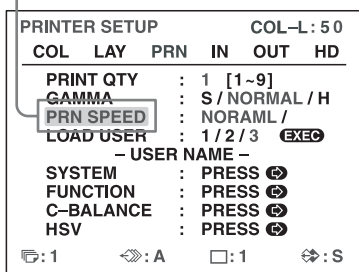 PRINTER SETUP COL–L:50
COL LAY PRN IN OUT HD
PRINT QTY : 1 [1~9]
GAMMA : S / NORMAL / H
PRN SPEED : NORAML /
LOAD USER : 1 / 2 / 3 EXEC
– USER NAME –
SYSTEM : PRESS
FUNCTION : PRESS
C–BALANCE : PRESS
HSV : PRESS
:1 :A :1 :S